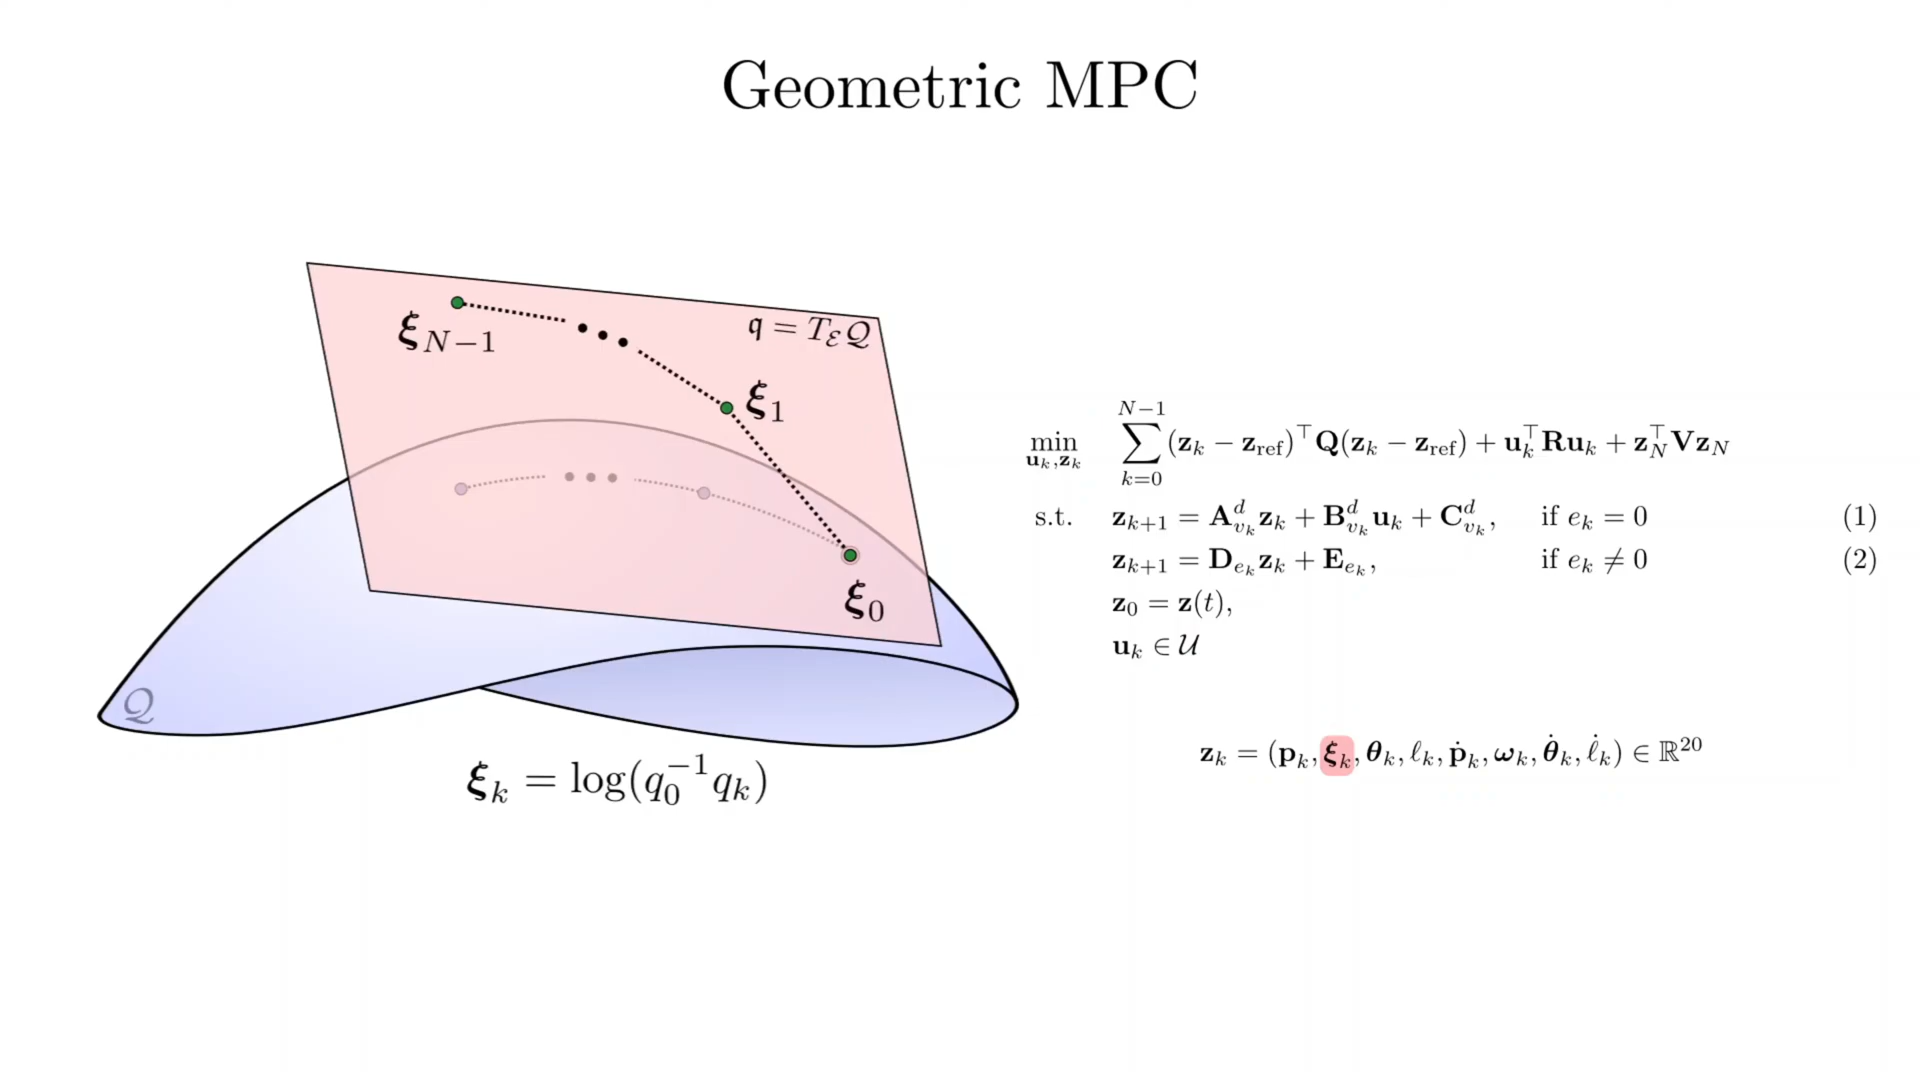 Geometric MPC
𝔮 = T_ℰ𝒬
ξ_{N−1}
ξ_1
ξ_0
𝒬
ξ_k = log(q_0^{−1} q_k)
min_{u_k, z_k} ∑_{k=0}^{N−1} (z_k − z_ref)^⊤ Q(z_k − z_ref) + u_k^⊤ R u_k + z_N^⊤ V z_N
s.t. z_{k+1} = A^d_{v_k} z_k + B^d_{v_k} u_k + C^d_{v_k}, if e_k = 0 (1)
z_{k+1} = D_{e_k} z_k + E_{e_k}, if e_k ≠ 0 (2)
z_0 = z(t),
u_k ∈ 𝒰
z_k = (p_k, ξ_k, θ_k, ℓ_k, ṗ_k, ω_k, θ̇_k, ℓ̇_k) ∈ ℝ^{20}